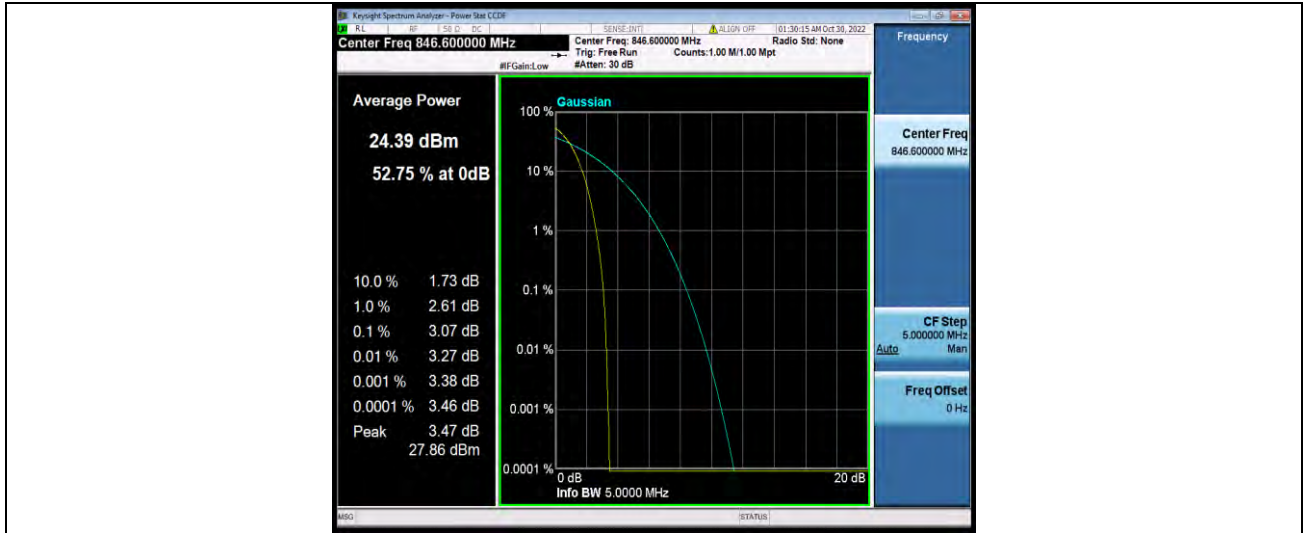 Keysight Spectrum Analyzer - Power Stat CCDF
RL RF 50 Ω DC SENSE:INT ALIGN OFF 01:30:15 AM Oct 30, 2022
Center Freq 846.600000 MHz
Center Freq: 846.600000 MHz Radio Std: None
Trig: Free Run Counts:1.00 M/1.00 Mpt
#IFGain:Low #Atten: 30 dB
Average Power
24.39 dBm
52.75 % at 0dB
10.0 % 1.73 dB
1.0 % 2.61 dB
0.1 % 3.07 dB
0.01 % 3.27 dB
0.001 % 3.38 dB
0.0001 % 3.46 dB
Peak 3.47 dB
27.86 dBm
Gaussian
100 %
10 %
1 %
0.1 %
0.01 %
0.001 %
0.0001 %
0 dB 20 dB
Info BW 5.0000 MHz
Frequency
Center Freq
846.600000 MHz
CF Step
5.000000 MHz
Auto Man
Freq Offset
0 Hz
MSG STATUS